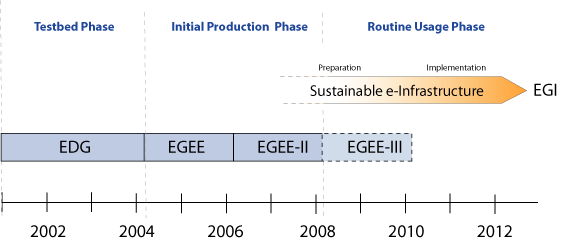 Testbed Phase Initial Production Phase Routine Usage Phase
Preparation Implementation
Sustainable e-Infrastructure EGI
EDG EGEE EGEE-II EGEE-III
2002 2004 2006 2008 2010 2012